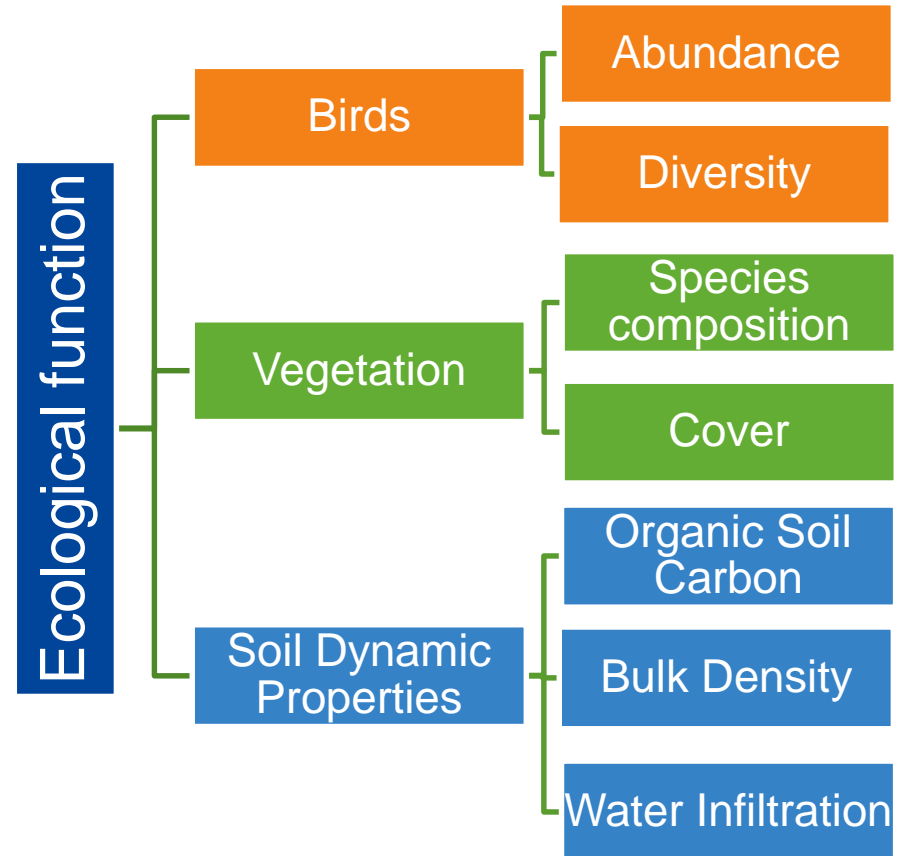 Ecological function
Birds
Abundance
Diversity
Vegetation
Species
composition
Cover
Soil Dynamic
Properties
Organic Soil
Carbon
Bulk Density
Water Infiltration